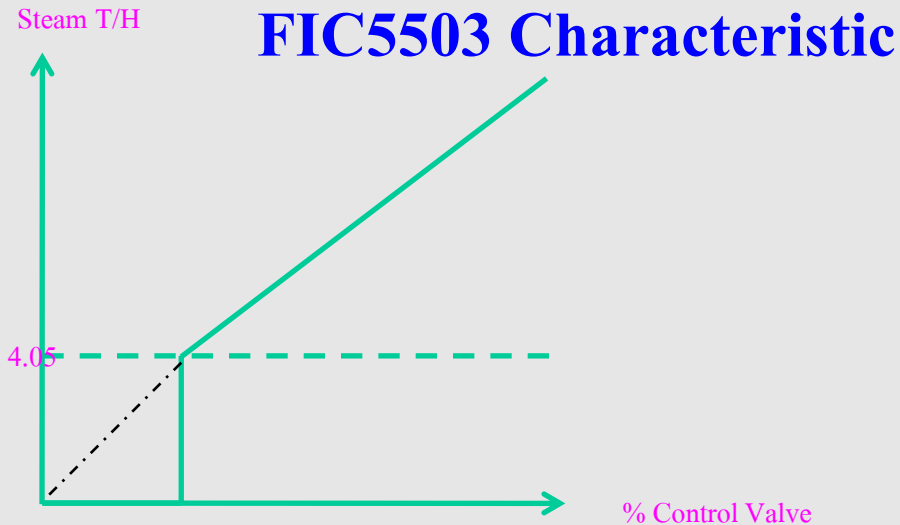 Steam T/H
FIC5503 Characteristic
4.05
% Control Valve